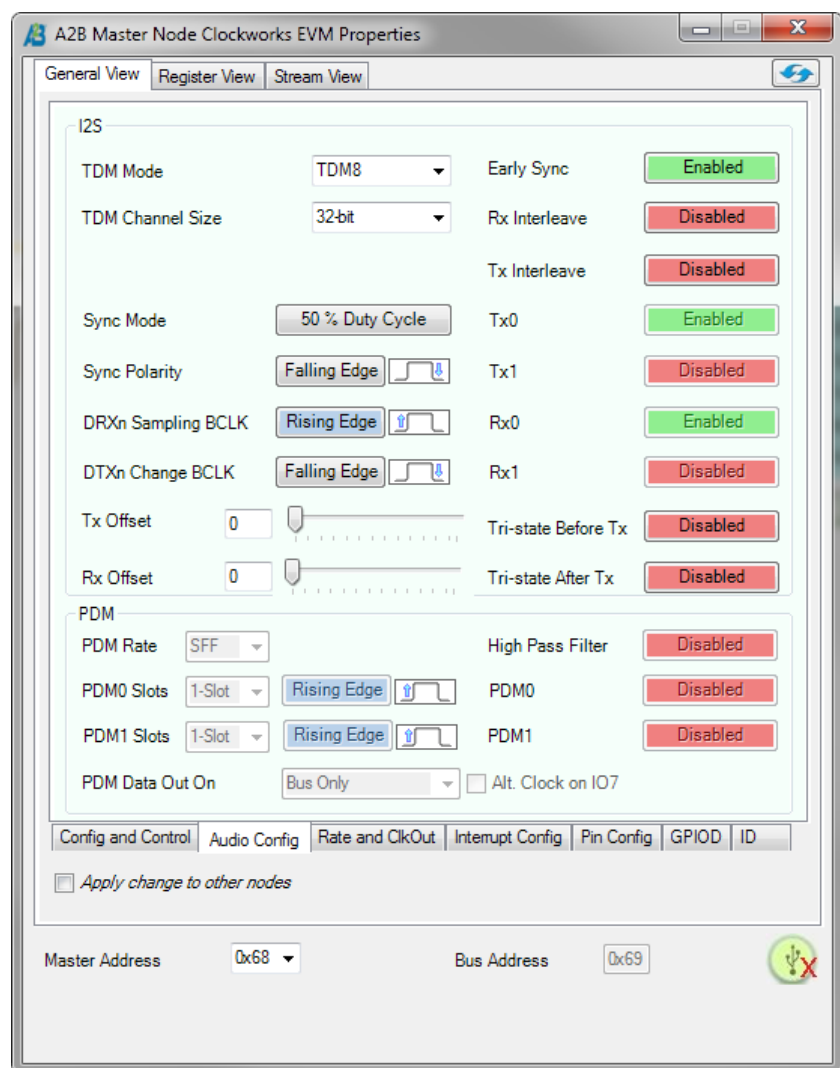 A2B Master Node Clockworks EVM Properties
General View Register View Stream View
I2S
TDM Mode TDM8 Early Sync Enabled
TDM Channel Size 32-bit Rx Interleave Disabled
Tx Interleave Disabled
Sync Mode 50 % Duty Cycle Tx0 Enabled
Sync Polarity Falling Edge Tx1 Disabled
DRXn Sampling BCLK Rising Edge Rx0 Enabled
DTXn Change BCLK Falling Edge Rx1 Disabled
Tx Offset 0 Tri-state Before Tx Disabled
Rx Offset 0 Tri-state After Tx Disabled
PDM
PDM Rate SFF High Pass Filter Disabled
PDM0 Slots 1-Slot Rising Edge PDM0 Disabled
PDM1 Slots 1-Slot Rising Edge PDM1 Disabled
PDM Data Out On Bus Only Alt. Clock on IO7
Config and Control Audio Config Rate and ClkOut Interrupt Config Pin Config GPIOD ID
Apply change to other nodes
Master Address 0x68 Bus Address 0x69